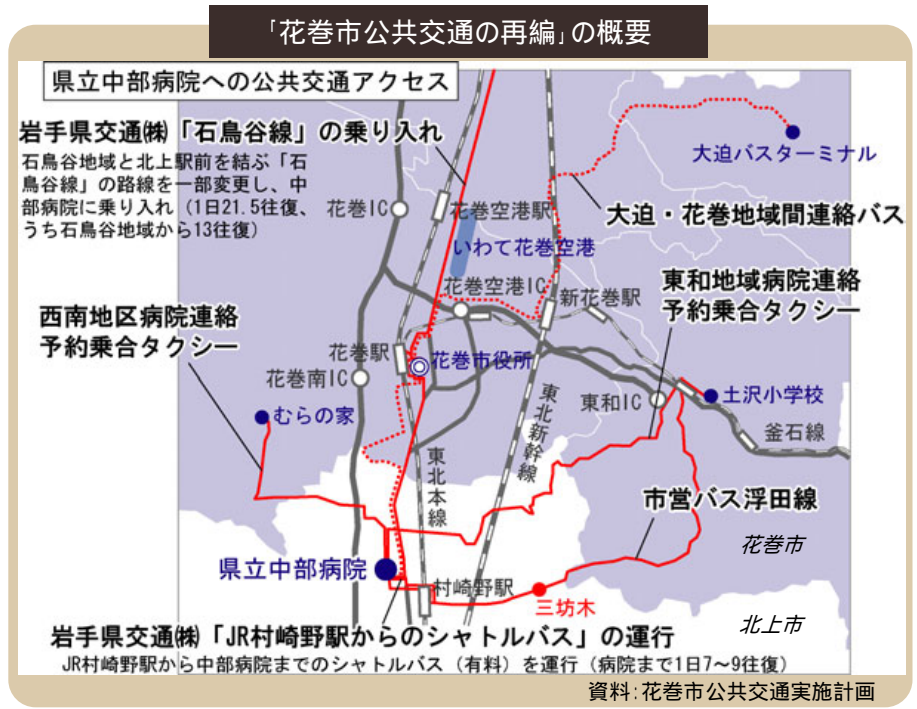 「花巻市公共交通の再編」の概要
県立中部病院への公共交通アクセス
岩手県交通㈱「石鳥谷線」の乗り入れ
石鳥谷地域と北上駅前を結ぶ「石
鳥谷線」の路線を一部変更し、中
部病院に乗り入れ（1日21.5往復、
うち石鳥谷地域から13往復）
大迫バスターミナル
大迫・花巻地域間連絡バス
花巻IC
花巻空港駅
いわて花巻空港
花巻空港IC
新花巻駅
東和地域病院連絡
予約乗合タクシー
西南地区病院連絡
予約乗合タクシー
花巻駅
花巻市役所
花巻南IC
むらの家
東和IC
土沢小学校
釜石線
東北新幹線
東北本線
市営バス浮田線
花巻市
県立中部病院
村崎野駅
三坊木
北上市
岩手県交通㈱「JR村崎野駅からのシャトルバス」の運行
JR村崎野駅から中部病院までのシャトルバス（有料）を運行（病院まで1日7～9往復）
資料:花巻市公共交通実施計画